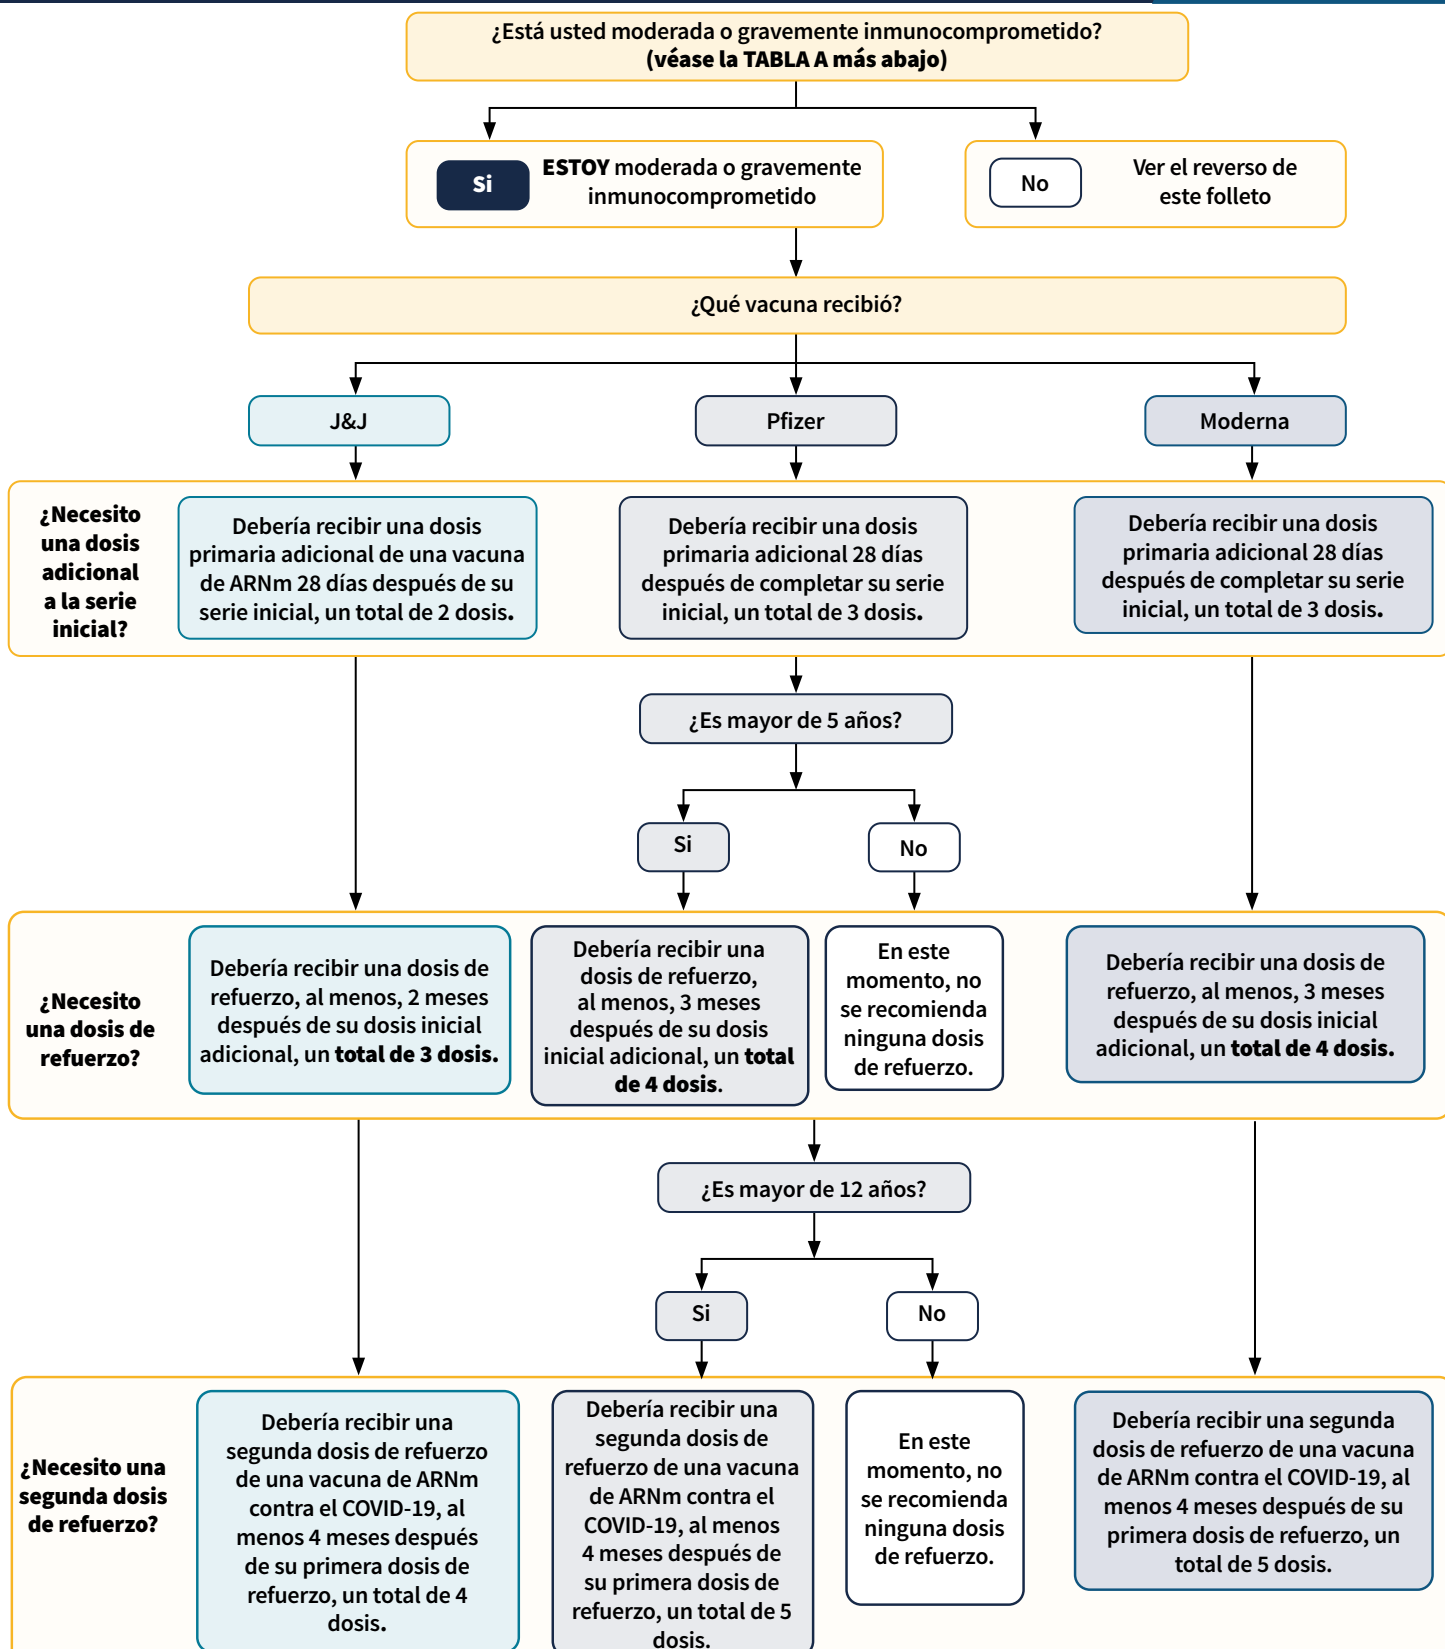 ¿Está usted moderada o gravemente inmunocomprometido?
(véase la TABLA A más abajo)
Si
ESTOY moderada o gravemente
inmunocomprometido
No
Ver el reverso de
este folleto
¿Qué vacuna recibió?
J&J
Pfizer
Moderna
¿Necesito
una dosis
adicional
a la serie
inicial?
Debería recibir una dosis
primaria adicional de una vacuna
de ARNm 28 días después de su
serie inicial, un total de 2 dosis.
Debería recibir una dosis
primaria adicional 28 días
después de completar su serie
inicial, un total de 3 dosis.
Debería recibir una dosis
primaria adicional 28 días
después de completar su serie
inicial, un total de 3 dosis.
¿Es mayor de 5 años?
Si
No
¿Necesito
una dosis de
refuerzo?
Debería recibir una dosis de
refuerzo, al menos, 2 meses
después de su dosis inicial
adicional, un total de 3 dosis.
Debería recibir una
dosis de refuerzo,
al menos, 3 meses
después de su dosis
inicial adicional, un total
de 4 dosis.
En este
momento, no
se recomienda
ninguna dosis
de refuerzo.
Debería recibir una dosis de
refuerzo, al menos, 3 meses
después de su dosis inicial
adicional, un total de 4 dosis.
¿Es mayor de 12 años?
Si
No
¿Necesito una
segunda dosis
de refuerzo?
Debería recibir una
segunda dosis de refuerzo
de una vacuna de ARNm
contra el COVID-19, al
menos 4 meses después
de su primera dosis de
refuerzo, un total de 4
dosis.
Debería recibir una
segunda dosis de
refuerzo de una vacuna
de ARNm contra el
COVID-19, al menos
4 meses después de
su primera dosis de
refuerzo, un total de 5
dosis.
En este
momento, no
se recomienda
ninguna dosis
de refuerzo.
Debería recibir una segunda
dosis de refuerzo de una vacuna
de ARNm contra el COVID-19, al
menos 4 meses después de su
primera dosis de refuerzo, un
total de 5 dosis.